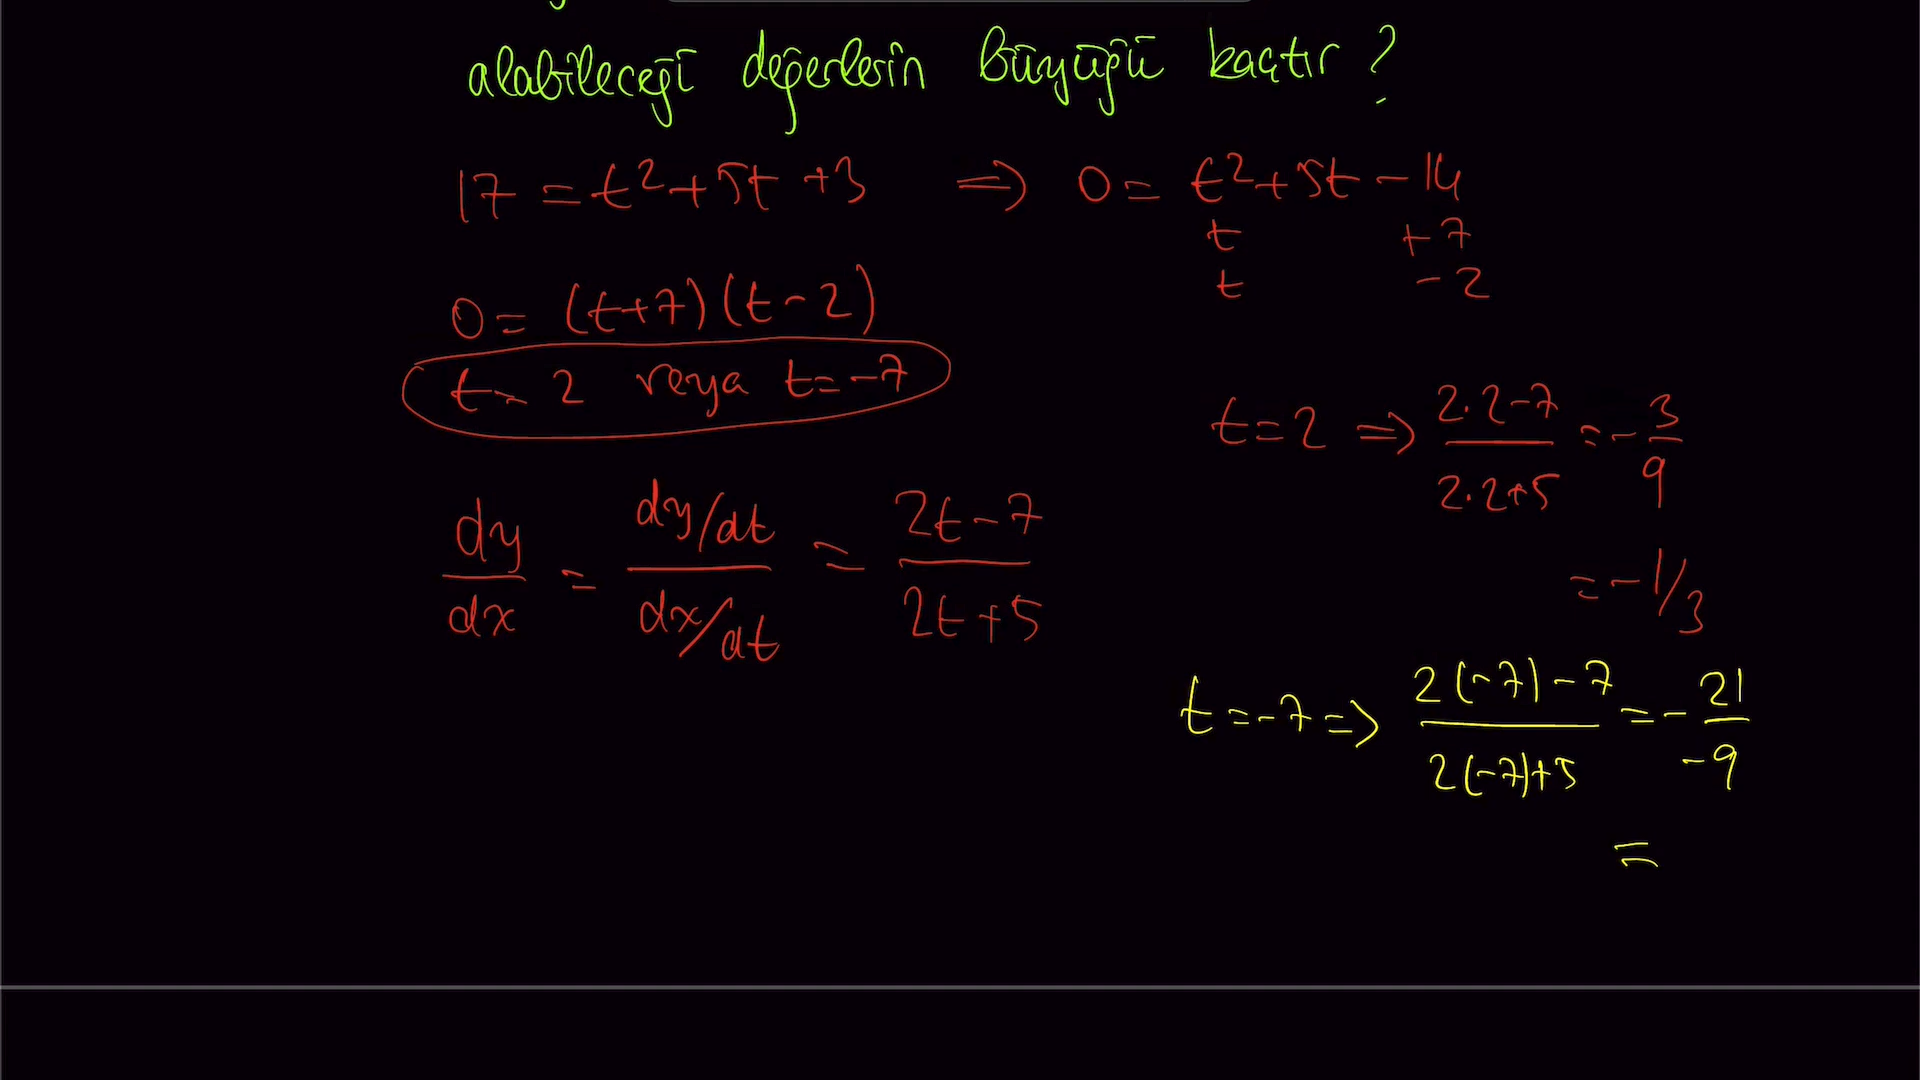 alabileceği değerlerin büyüğü kaçtır ?
17 = t² + 5t + 3 ⇒ 0 = t² + 5t - 14
t +7
t -2
0 = (t+7)(t-2)
t = 2 veya t = -7
t = 2 ⇒ (2.2-7)/(2.2+5) = -3/9
= -1/3
dy/dx = (dy/dt)/(dx/dt) = (2t-7)/(2t+5)
t = -7 ⇒ (2(-7)-7)/(2(-7)+5) = -21/-9
=